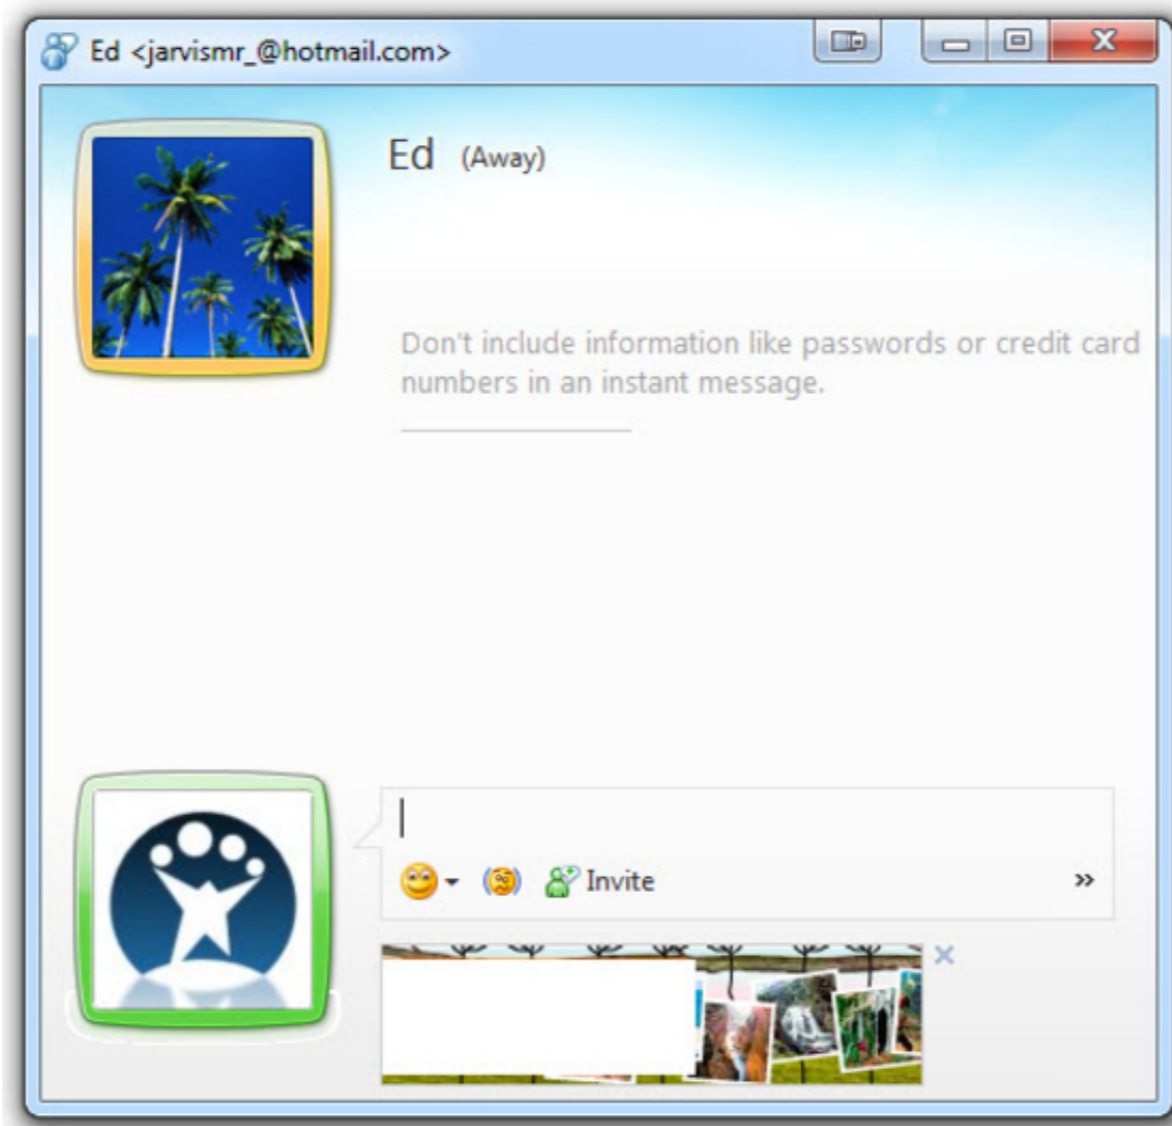 Ed <jarvismr_@hotmail.com>
Ed (Away)
Don't include information like passwords or credit card
numbers in an instant message.
Invite